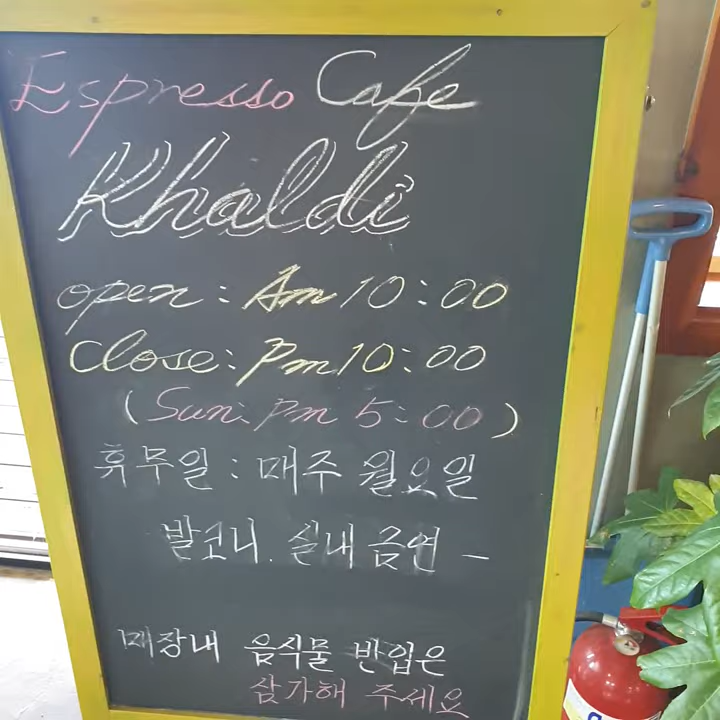 Espresso Cafe
Khaldi
open : Am 10 : 00
Close : Pm 10 : 00
( Sun : Pm 5 : 00 )
휴무일 : 매주 월요일
발코니. 실내 금연 -
매장내 음식물 반입은
삼가해 주세요